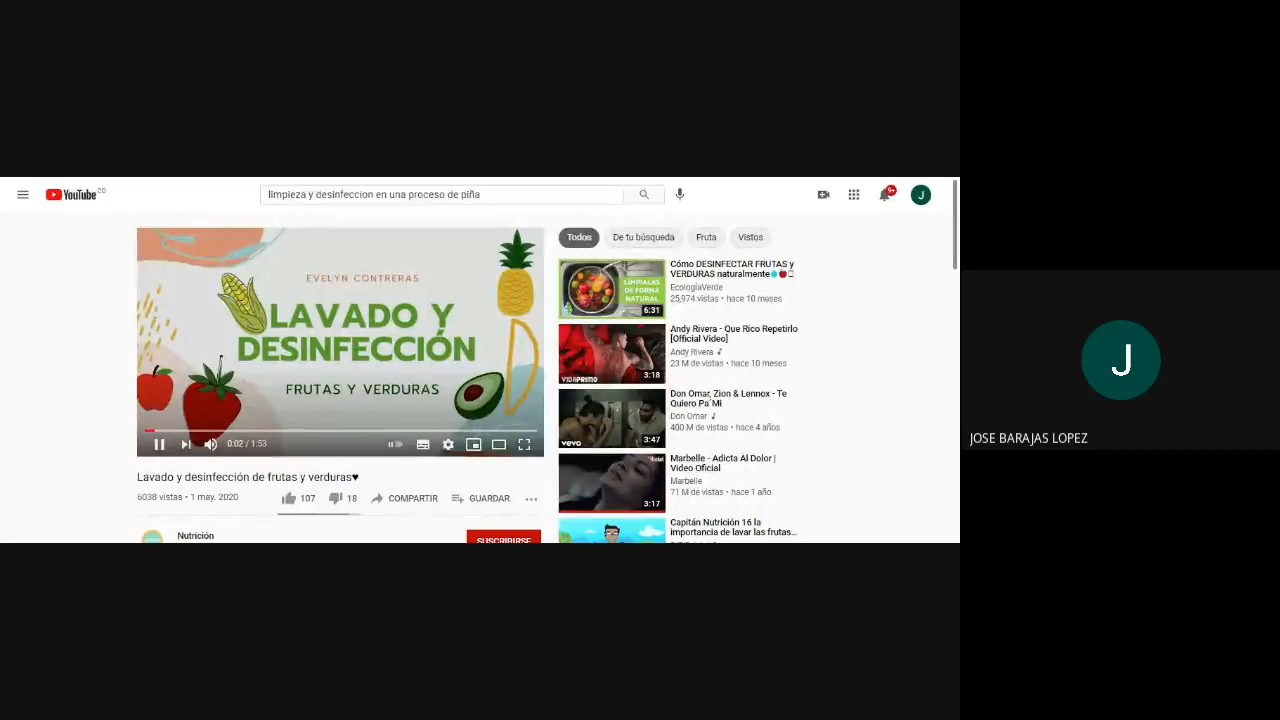 YouTube CO
limpieza y desinfeccion en una proceso de piña
9+
J
EVELYN CONTRERAS
LAVADO Y
DESINFECCIÓN
FRUTAS Y VERDURAS
0:02 / 1:53
Lavado y desinfección de frutas y verduras♥
6038 vistas • 1 may. 2020
107
18
COMPARTIR
GUARDAR
Nutrición
SUSCRIBIRSE
Todos
De tu búsqueda
Fruta
Vistos
LÍMPIALAS
DE FORMA
NATURAL
6:31
Cómo DESINFECTAR FRUTAS y
VERDURAS naturalmente
EcologíaVerde
25,974 vistas • hace 10 meses
VIDAPRIMO
3:18
Andy Rivera - Que Rico Repetirlo
[Official Video]
Andy Rivera
23 M de vistas • hace 10 meses
vevo
3:47
Don Omar, Zion & Lennox - Te
Quiero Pa´Mi
Don Omar
400 M de vistas • hace 4 años
3:17
Marbelle - Adicta Al Dolor |
Video Oficial
Marbelle
71 M de vistas • hace 1 año
Capitán Nutrición 16 la
importancia de lavar las frutas...
J
JOSE BARAJAS LOPEZ